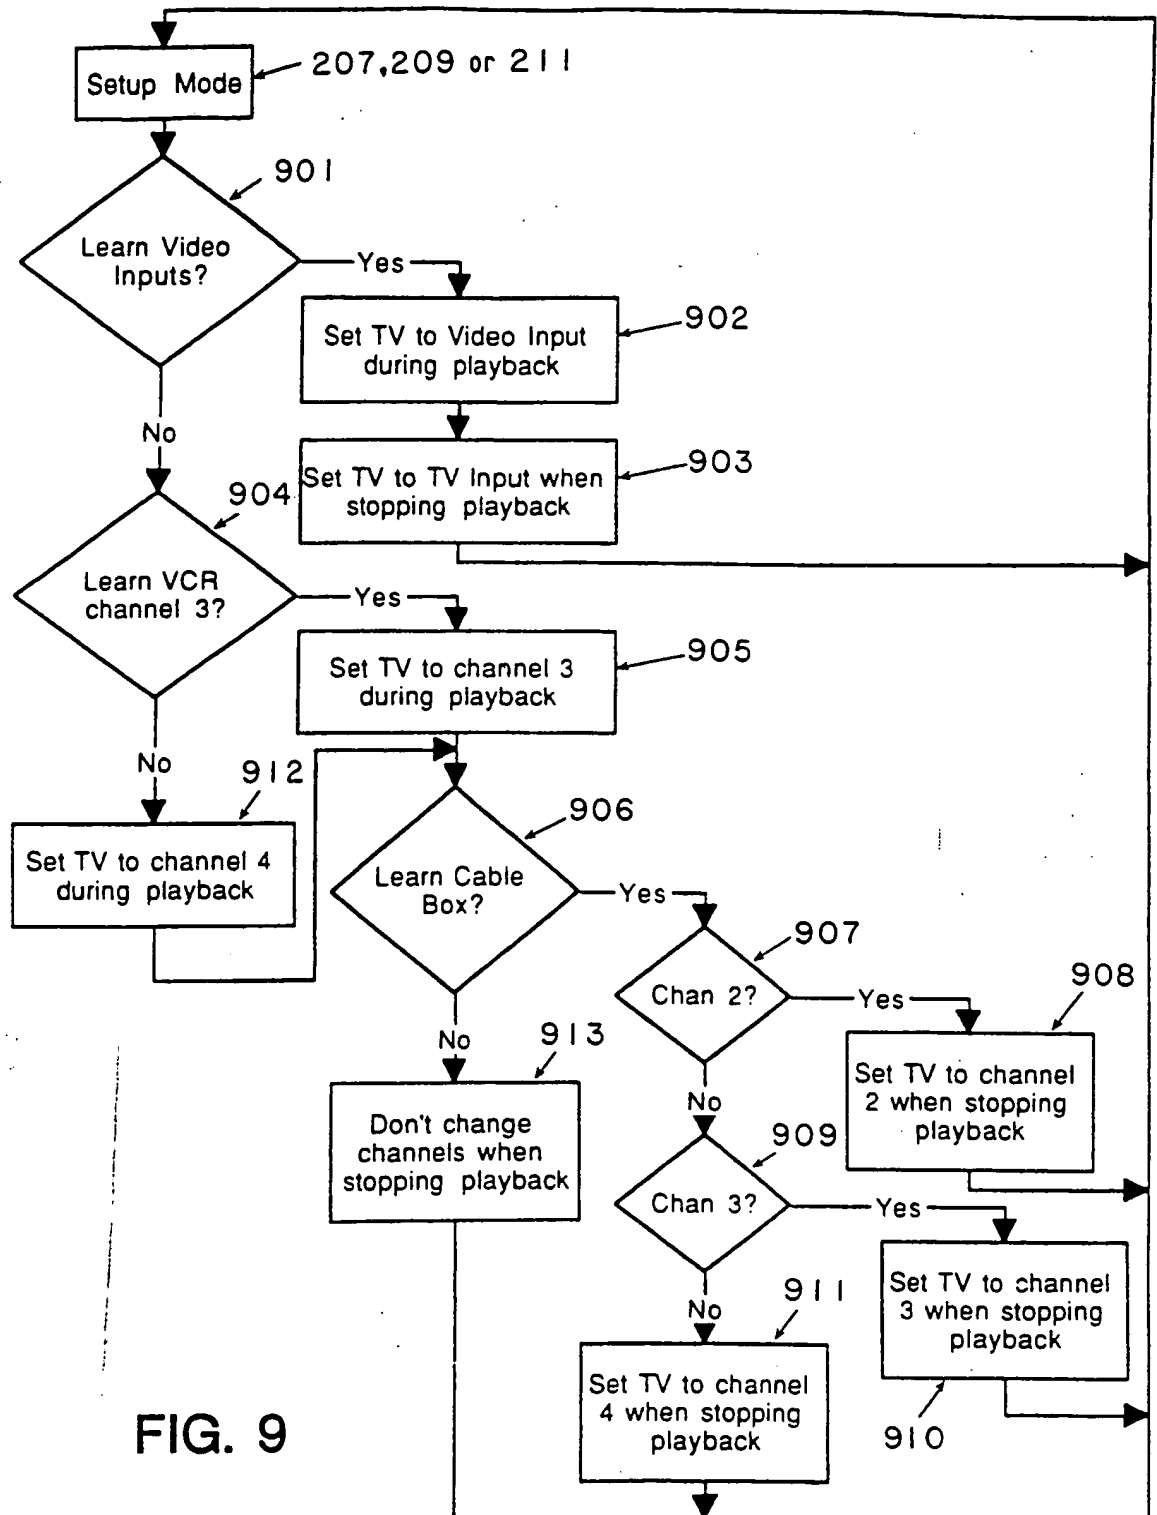 Setup Mode
207,209 or 211
901
Learn Video
Inputs?
Yes
Set TV to Video Input
during playback
902
No
Set TV to TV Input when
stopping playback
903
904
Learn VCR
channel 3?
Yes
Set TV to channel 3
during playback
905
No
912
Set TV to channel 4
during playback
906
Learn Cable
Box?
Yes
907
Chan 2?
Yes
908
Set TV to channel
2 when stopping
playback
No
913
Don't change
channels when
stopping playback
No
909
Chan 3?
Yes
Set TV to channel
3 when stopping
playback
910
No
911
Set TV to channel
4 when stopping
playback
FIG. 9